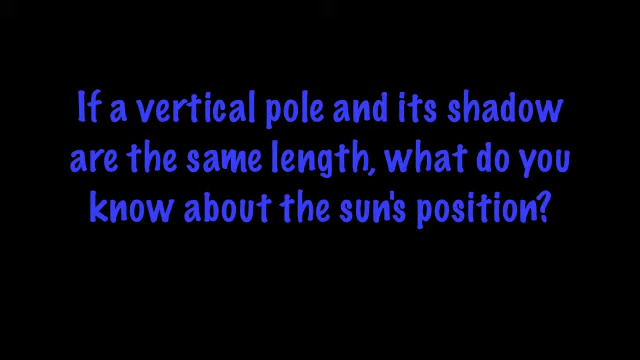 If a vertical pole and its shadow
are the same length, what do you
know about the sun's position?